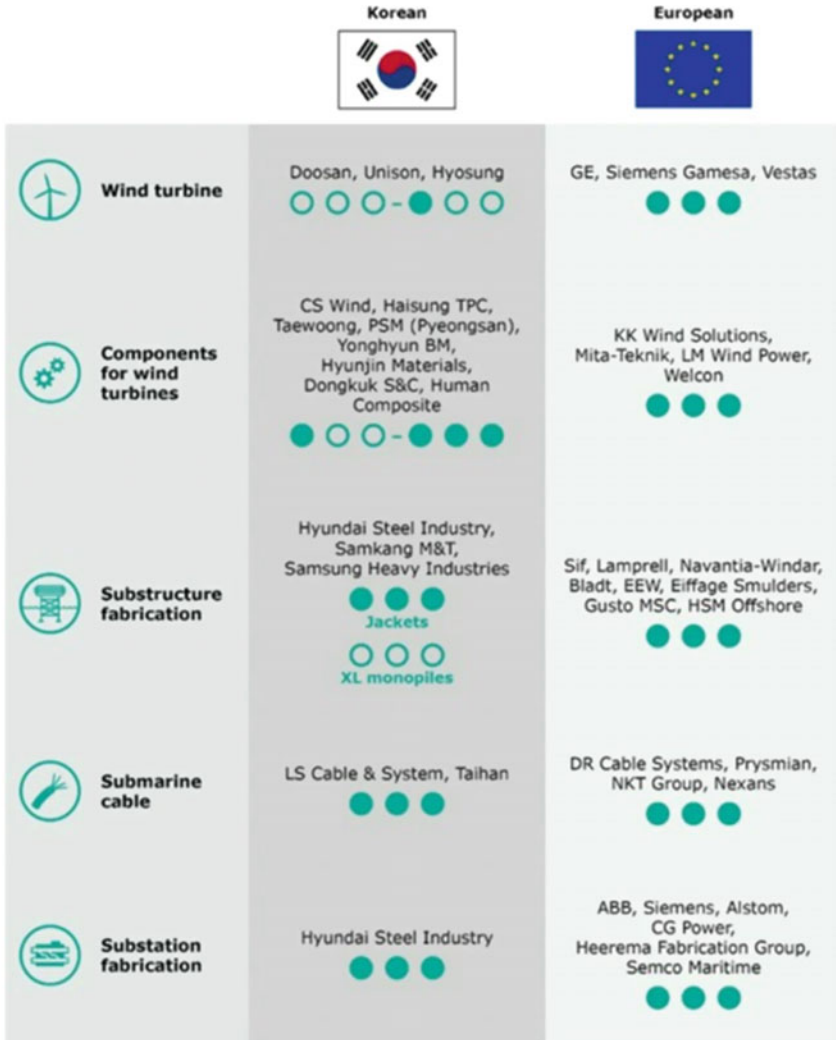 Korean
European
Wind turbine
Doosan, Unison, Hyosung
GE, Siemens Gamesa, Vestas
Components
for wind
turbines
CS Wind, Haisung TPC,
Taewoong, PSM (Pyeongsan),
Yonghyun BM,
Hyunjin Materials,
Dongkuk S&C, Human
Composite
KK Wind Solutions,
Mita-Teknik, LM Wind Power,
Welcon
Substructure
fabrication
Hyundai Steel Industry,
Samkang M&T,
Samsung Heavy Industries
Jackets
XL monopiles
Sif, Lamprell, Navantia-Windar,
Bladt, EEW, Eiffage Smulders,
Gusto MSC, HSM Offshore
Submarine
cable
LS Cable & System, Taihan
DR Cable Systems, Prysmian,
NKT Group, Nexans
Substation
fabrication
Hyundai Steel Industry
ABB, Siemens, Alstom,
CG Power,
Heerema Fabrication Group,
Semco Maritime